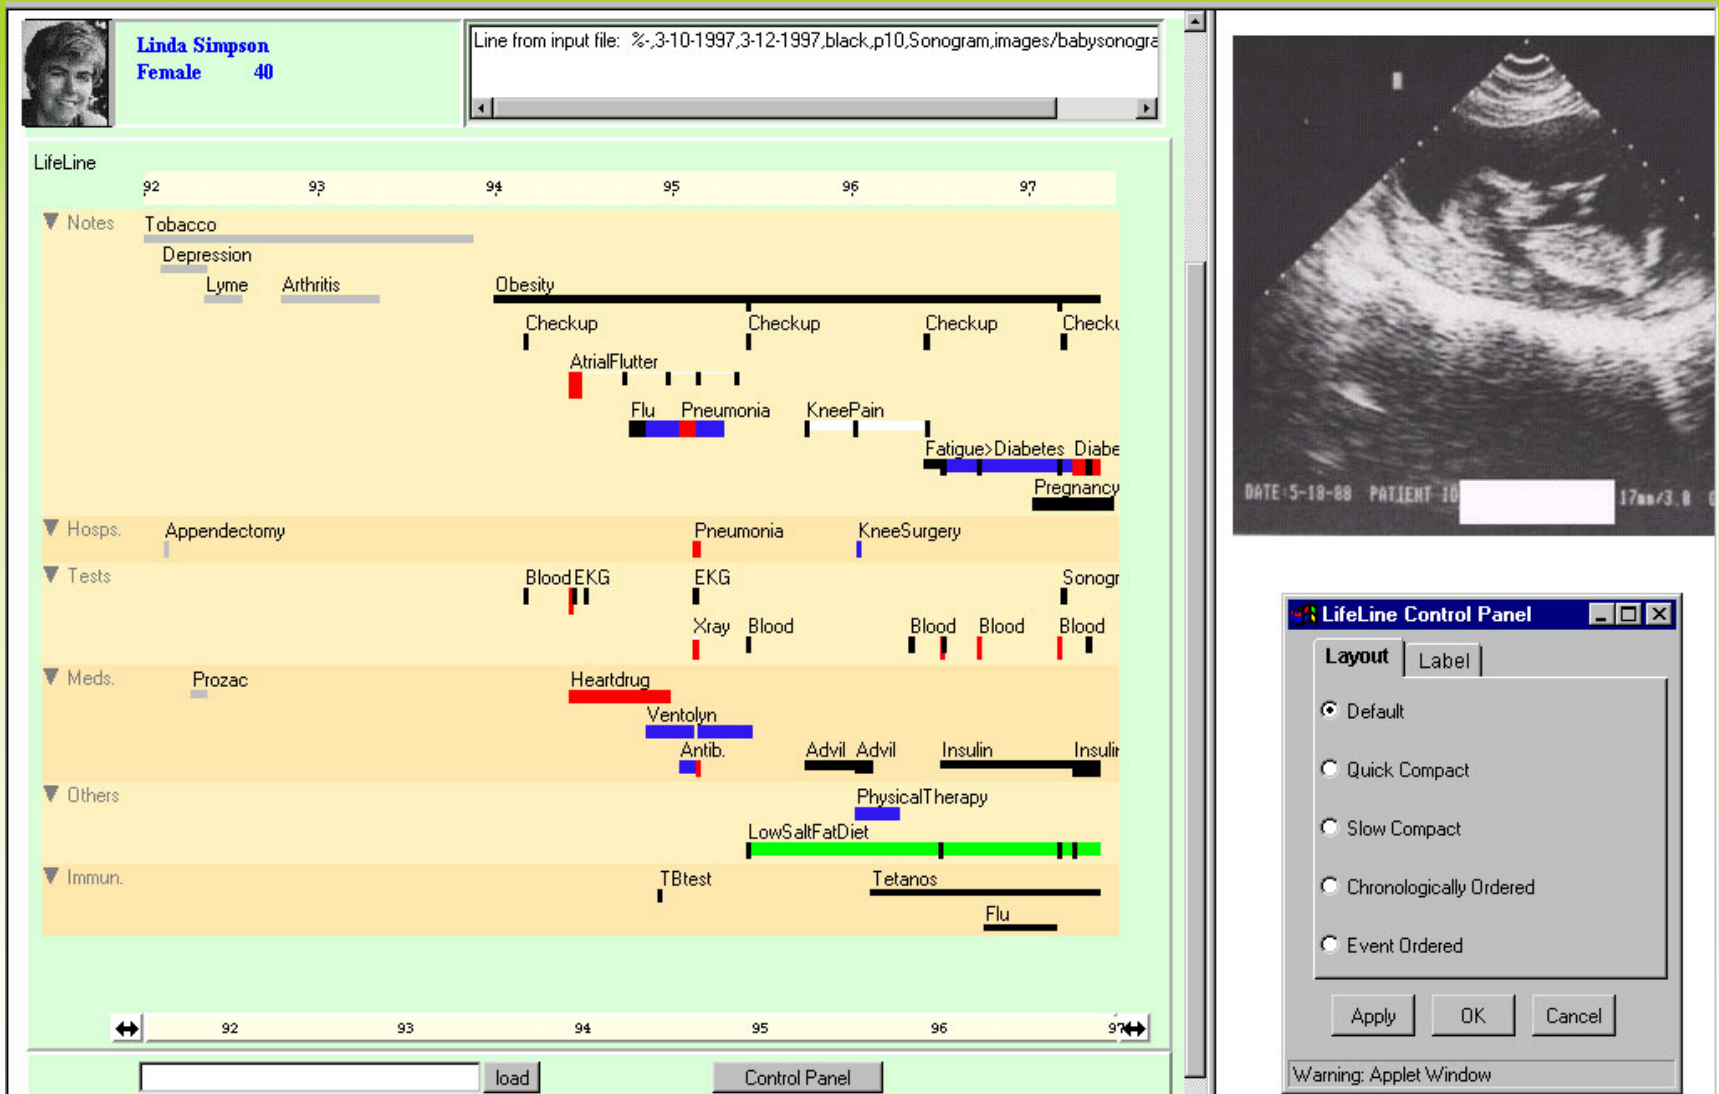 Linda Simpson
Female 40
Line from input file: %-,3-10-1997,3-12-1997,black,p10,Sonogram,images/babysonogra
LifeLine
92 93 94 95 96 97
Notes
Tobacco
Depression
Lyme Arthritis Obesity
Checkup Checkup Checkup Checku
AtrialFlutter
Flu Pneumonia KneePain
Fatigue>Diabetes Diabe
Pregnancy
Hosps. Appendectomy Pneumonia KneeSurgery
Tests Blood EKG EKG Sonogr
Xray Blood Blood Blood Blood
Meds. Prozac Heartdrug
Ventolyn
Antib. Advil Advil Insulin Insulin
Others PhysicalTherapy
LowSaltFatDiet
Immun. TBtest Tetanos
Flu
92 93 94 95 96 97
load Control Panel
DATE:5-18-88 PATIENT ID 17mm/3.0
LifeLine Control Panel
Layout Label
Default
Quick Compact
Slow Compact
Chronologically Ordered
Event Ordered
Apply OK Cancel
Warning: Applet Window